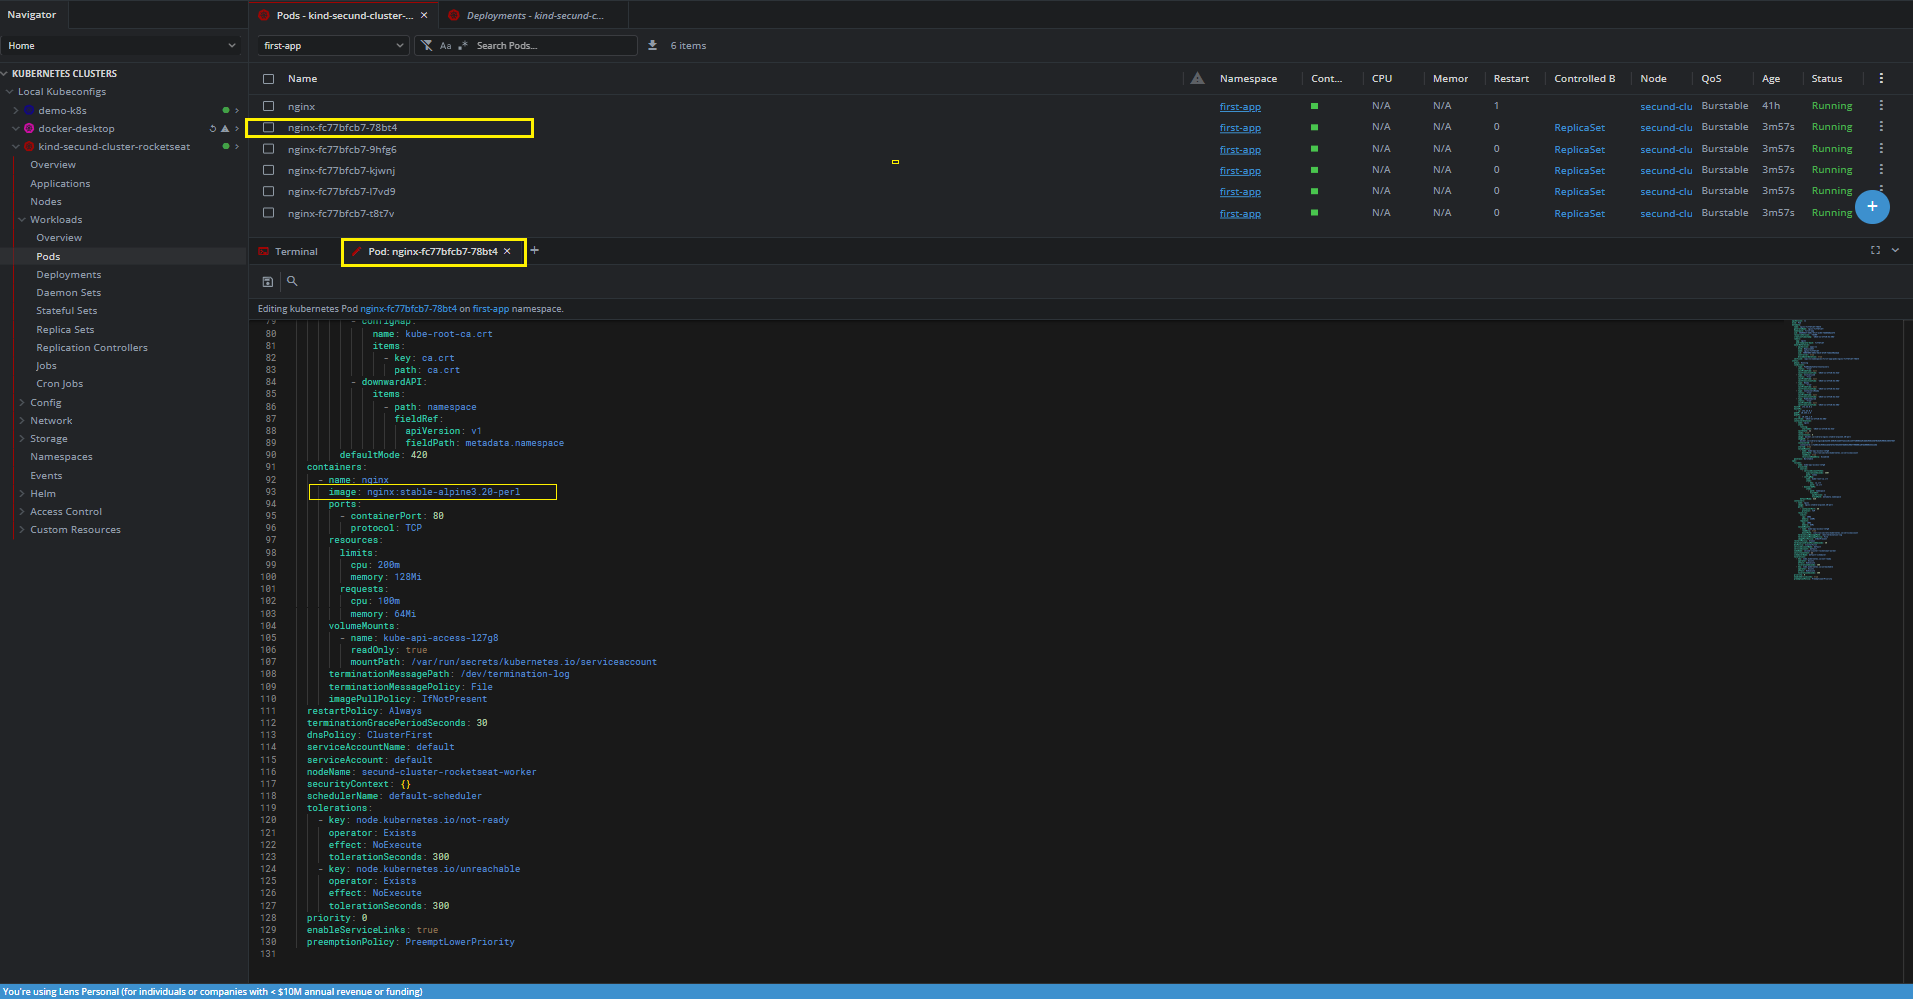 Navigator
Home
KUBERNETES CLUSTERS
Local Kubeconfigs
demo-k8s
docker-desktop
kind-secund-cluster-rocketseat
Overview
Applications
Nodes
Workloads
Overview
Pods
Deployments
Daemon Sets
Stateful Sets
Replica Sets
Replication Controllers
Jobs
Cron Jobs
Config
Network
Storage
Namespaces
Events
Helm
Access Control
Custom Resources
Pods - kind-secund-cluster-... ×
Deployments - kind-secund-c...
first-app
Aa .* Search Pods...
6 items
Name Namespace Cont... CPU Memor Restart Controlled B Node QoS Age Status
nginx first-app N/A N/A 1 secund-clu Burstable 41h Running
nginx-fc77bfcb7-78bt4 first-app N/A N/A 0 ReplicaSet secund-clu Burstable 3m57s Running
nginx-fc77bfcb7-9hfg6 first-app N/A N/A 0 ReplicaSet secund-clu Burstable 3m57s Running
nginx-fc77bfcb7-kjwnj first-app N/A N/A 0 ReplicaSet secund-clu Burstable 3m57s Running
nginx-fc77bfcb7-l7vd9 first-app N/A N/A 0 ReplicaSet secund-clu Burstable 3m57s Running
nginx-fc77bfcb7-t8t7v first-app N/A N/A 0 ReplicaSet secund-clu Burstable 3m57s Running
+
Terminal
Pod: nginx-fc77bfcb7-78bt4 × +
Editing kubernetes Pod nginx-fc77bfcb7-78bt4 on first-app namespace.
79 - configMap:
80 name: kube-root-ca.crt
81 items:
82 - key: ca.crt
83 path: ca.crt
84 - downwardAPI:
85 items:
86 - path: namespace
87 fieldRef:
88 apiVersion: v1
89 fieldPath: metadata.namespace
90 defaultMode: 420
91 containers:
92 - name: nginx
93 image: nginx:stable-alpine3.20-perl
94 ports:
95 - containerPort: 80
96 protocol: TCP
97 resources:
98 limits:
99 cpu: 200m
100 memory: 128Mi
101 requests:
102 cpu: 100m
103 memory: 64Mi
104 volumeMounts:
105 - name: kube-api-access-l27g8
106 readOnly: true
107 mountPath: /var/run/secrets/kubernetes.io/serviceaccount
108 terminationMessagePath: /dev/termination-log
109 terminationMessagePolicy: File
110 imagePullPolicy: IfNotPresent
111 restartPolicy: Always
112 terminationGracePeriodSeconds: 30
113 dnsPolicy: ClusterFirst
114 serviceAccountName: default
115 serviceAccount: default
116 nodeName: secund-cluster-rocketseat-worker
117 securityContext: {}
118 schedulerName: default-scheduler
119 tolerations:
120 - key: node.kubernetes.io/not-ready
121 operator: Exists
122 effect: NoExecute
123 tolerationSeconds: 300
124 - key: node.kubernetes.io/unreachable
125 operator: Exists
126 effect: NoExecute
127 tolerationSeconds: 300
128 priority: 0
129 enableServiceLinks: true
130 preemptionPolicy: PreemptLowerPriority
131
You're using Lens Personal (for individuals or companies with < $10M annual revenue or funding)